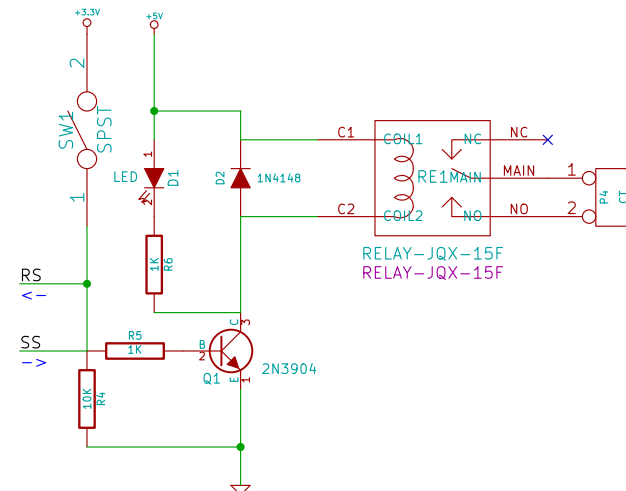 +3.3V
+5V
2
SW1
SPST
1
LED
1
2
D1
D2
1N4148
1K
R6
C1
C2
COIL1
COIL2
RE1
NC
MAIN
NO
NC
MAIN
NO
1
2
P4
CT
RELAY-JQX-15F
RELAY-JQX-15F
RS
<-
SS
->
R5
1K
B
2
C
3
E
1
Q1
2N3904
10K
R4